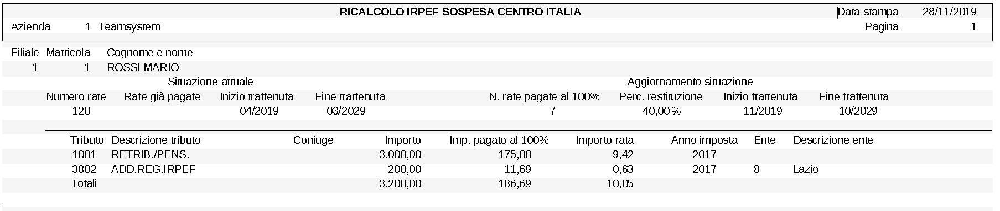 RICALCOLO IRPEF SOSPESA CENTRO ITALIA Data stampa 28/11/2019
Azienda 1 Teamsystem Pagina 1
Filiale Matricola Cognome e nome
1 1 ROSSI MARIO
Situazione attuale Aggiornamento situazione
Numero rate Rate già pagate Inizio trattenuta Fine trattenuta N. rate pagate al 100% Perc. restituzione Inizio trattenuta Fine trattenuta
120 04/2019 03/2029 7 40,00% 11/2019 10/2029
Tributo Descrizione tributo Coniuge Importo Imp. pagato al 100% Importo rata Anno imposta Ente Descrizione ente
1001 RETRIB./PENS. 3.000,00 175,00 9,42 2017
3802 ADD.REG.IRPEF 200,00 11,69 0,63 2017 8 Lazio
Totali 3.200,00 186,69 10,05